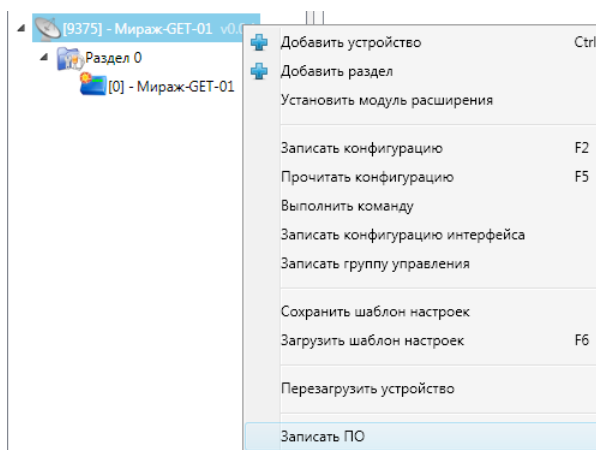 [9375] - Мираж-GET-01 v0.0
Раздел 0
[0] - Мираж-GET-01
Добавить устройство Ctrl
Добавить раздел
Установить модуль расширения
Записать конфигурацию F2
Прочитать конфигурацию F5
Выполнить команду
Записать конфигурацию интерфейса
Записать группу управления
Сохранить шаблон настроек
Загрузить шаблон настроек F6
Перезагрузить устройство
Записать ПО